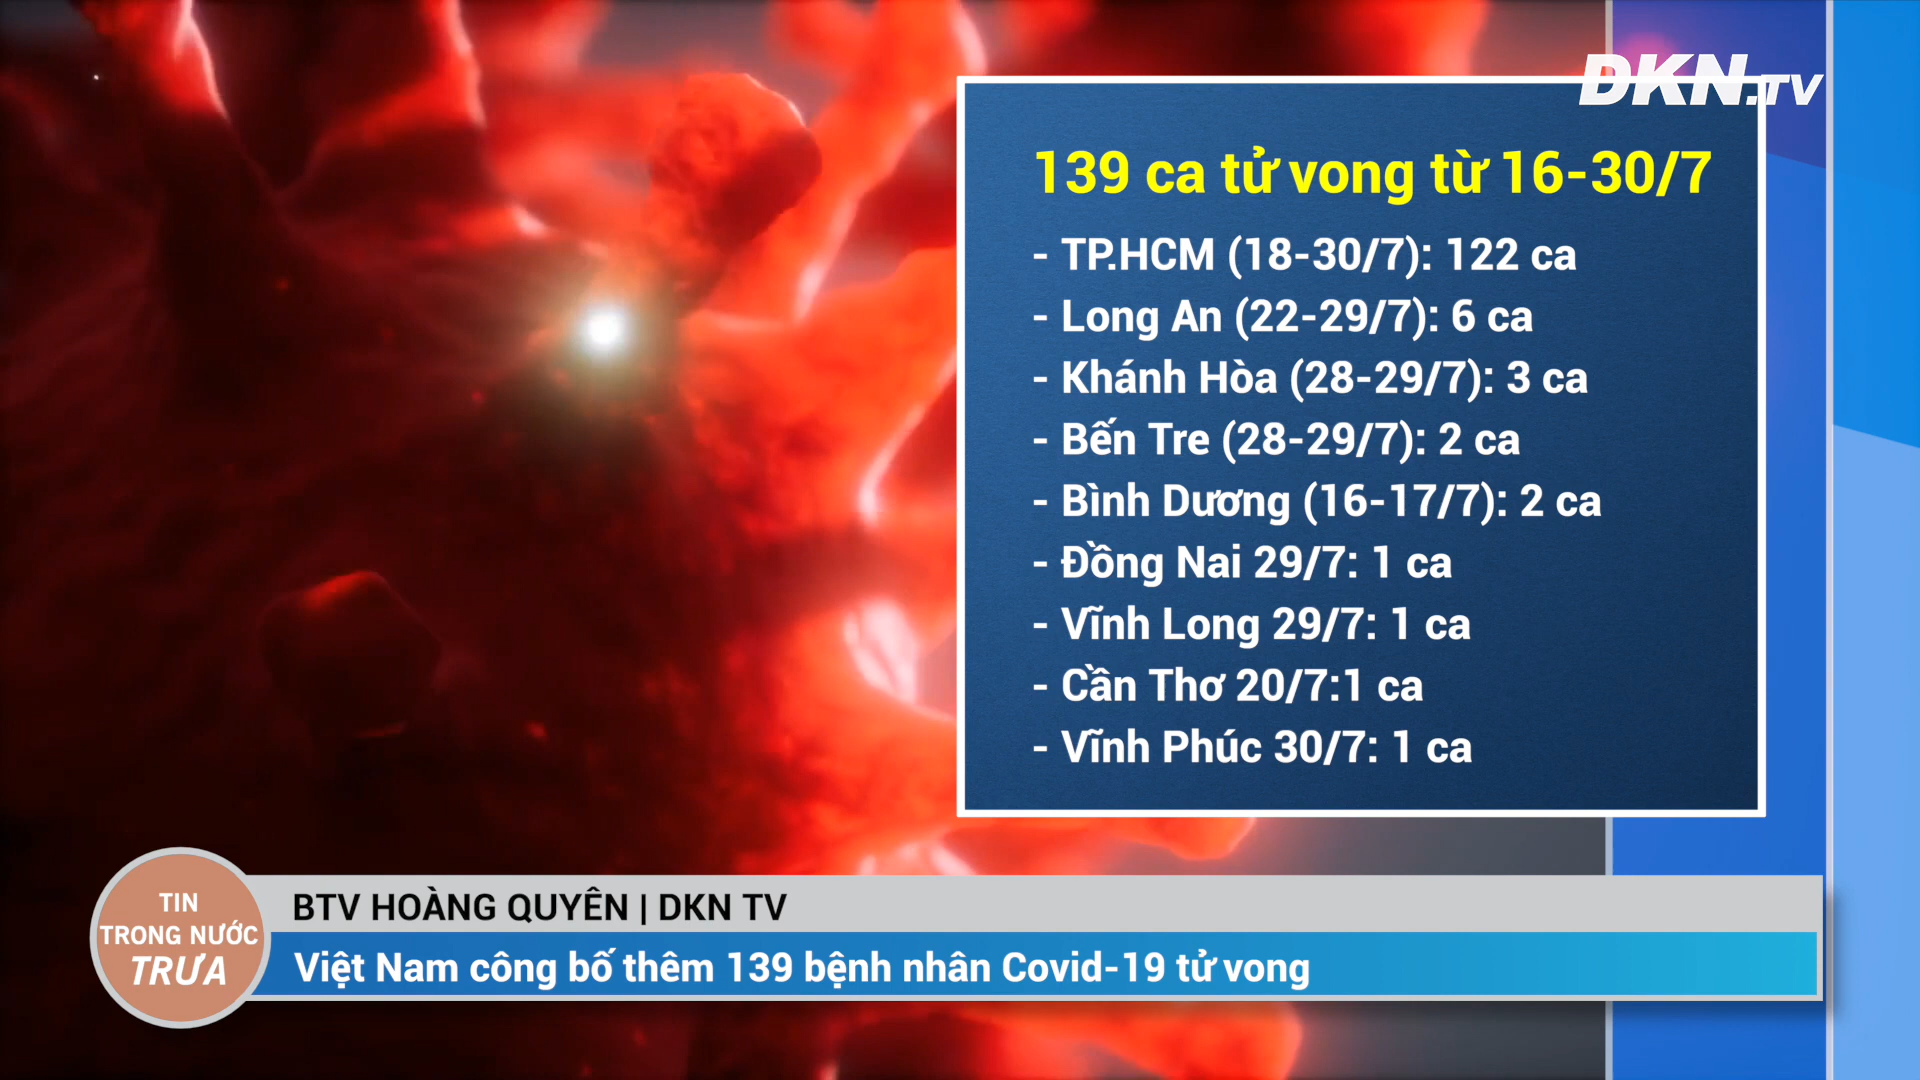 DKN.TV
139 ca tử vong từ 16-30/7
- TP.HCM (18-30/7): 122 ca
- Long An (22-29/7): 6 ca
- Khánh Hòa (28-29/7): 3 ca
- Bến Tre (28-29/7): 2 ca
- Bình Dương (16-17/7): 2 ca
- Đồng Nai 29/7: 1 ca
- Vĩnh Long 29/7: 1 ca
- Cần Thơ 20/7:1 ca
- Vĩnh Phúc 30/7: 1 ca
TIN
TRONG NƯỚC
TRƯA
BTV HOÀNG QUYÊN | DKN TV
Việt Nam công bố thêm 139 bệnh nhân Covid-19 tử vong